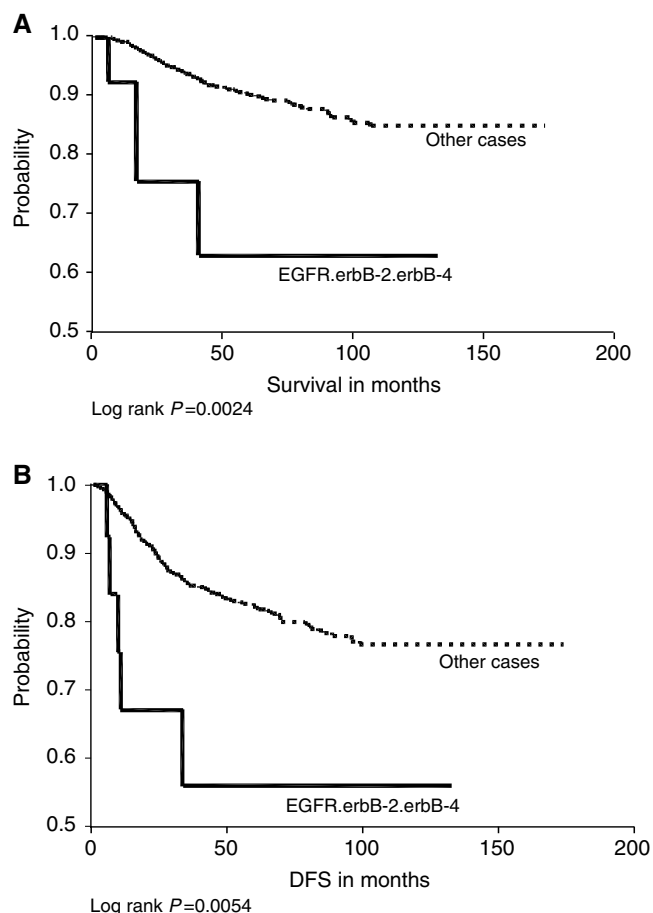 A
Probability
1.0
0.9
0.8
0.7
0.6
0.5
Other cases
EGFR.erbB-2.erbB-4
0 50 100 150 200
Survival in months
Log rank P=0.0024
B
Probability
1.0
0.9
0.8
0.7
0.6
0.5
Other cases
EGFR.erbB-2.erbB-4
0 50 100 150 200
DFS in months
Log rank P=0.0054